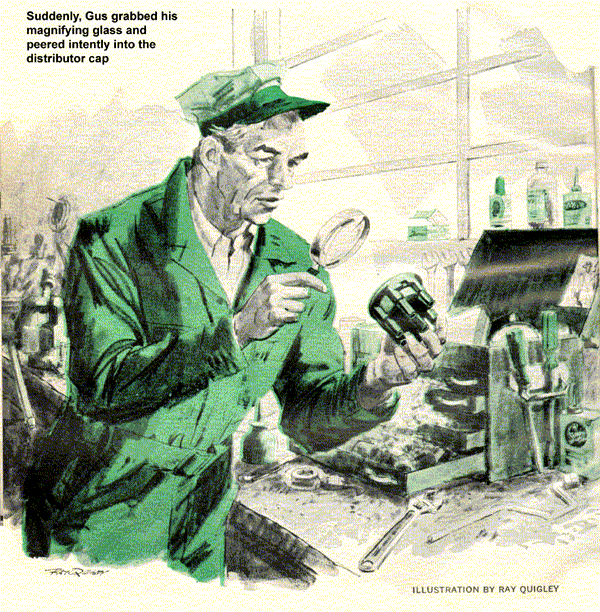 Suddenly, Gus grabbed his
magnifying glass and
peered intently into the
distributor cap
ILLUSTRATION BY RAY QUIGLEY